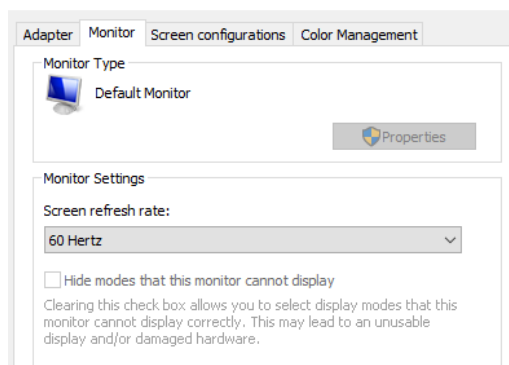 Adapter Monitor Screen configurations Color Management
Monitor Type
Default Monitor
Properties
Monitor Settings
Screen refresh rate:
60 Hertz
Hide modes that this monitor cannot display
Clearing this check box allows you to select display modes that this
monitor cannot display correctly. This may lead to an unusable
display and/or damaged hardware.